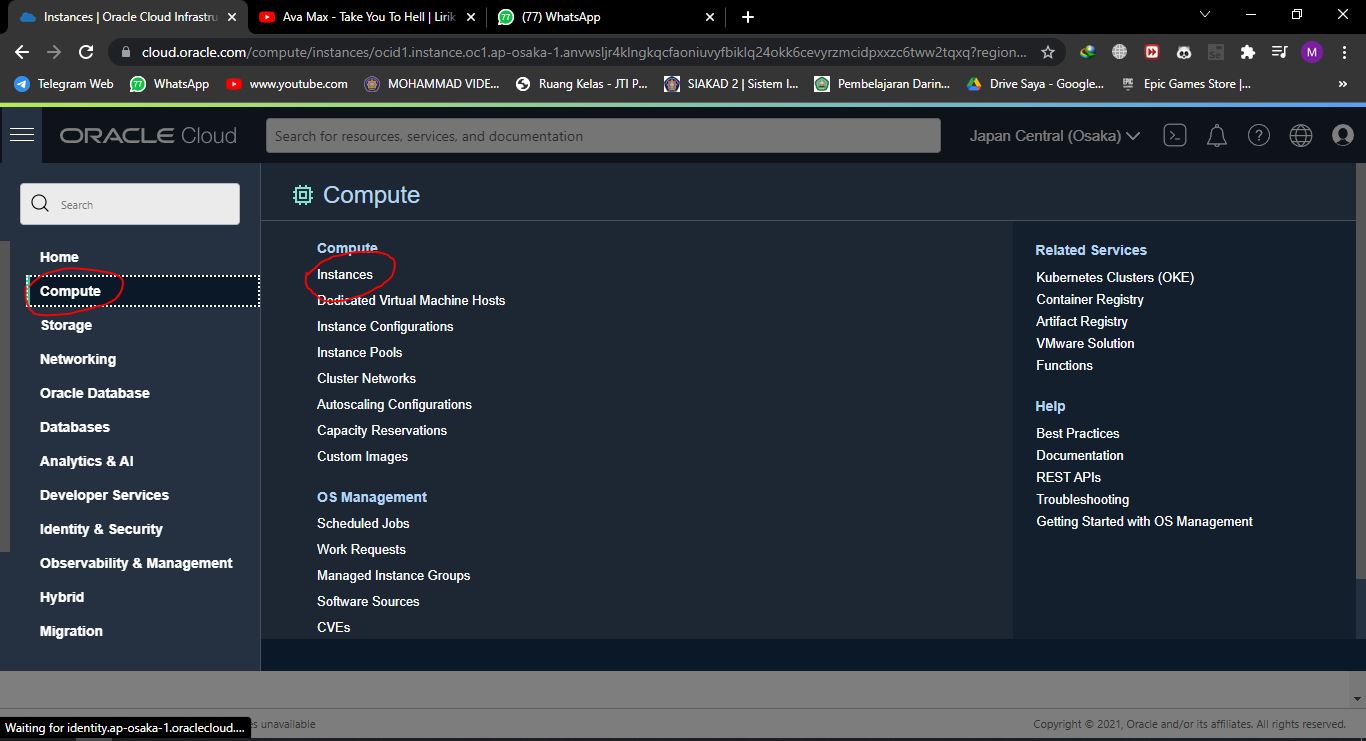 Instances | Oracle Cloud Infrastru
Ava Max - Take You To Hell | Lirik
(77) WhatsApp
cloud.oracle.com/compute/instances/ocid1.instance.oc1.ap-osaka-1.anvwsljr4klngkqcfaoniuvyfbiklq24okk6cevyrzmcidpxxzc6tww2tqxq?region...
M
Telegram Web
WhatsApp
www.youtube.com
MOHAMMAD VIDE...
Ruang Kelas - JTI P...
SIAKAD 2 | Sistem I...
Pembelajaran Darin...
Drive Saya - Google...
Epic Games Store |...
»
ORACLE Cloud
Search for resources, services, and documentation
Japan Central (Osaka)
Search
Home
Compute
Storage
Networking
Oracle Database
Databases
Analytics & AI
Developer Services
Identity & Security
Observability & Management
Hybrid
Migration
Compute
Compute
Instances
Dedicated Virtual Machine Hosts
Instance Configurations
Instance Pools
Cluster Networks
Autoscaling Configurations
Capacity Reservations
Custom Images
OS Management
Scheduled Jobs
Work Requests
Managed Instance Groups
Software Sources
CVEs
Related Services
Kubernetes Clusters (OKE)
Container Registry
Artifact Registry
VMware Solution
Functions
Help
Best Practices
Documentation
REST APIs
Troubleshooting
Getting Started with OS Management
Waiting for identity.ap-osaka-1.oraclecloud....
s unavailable
Copyright © 2021, Oracle and/or its affiliates. All rights reserved.